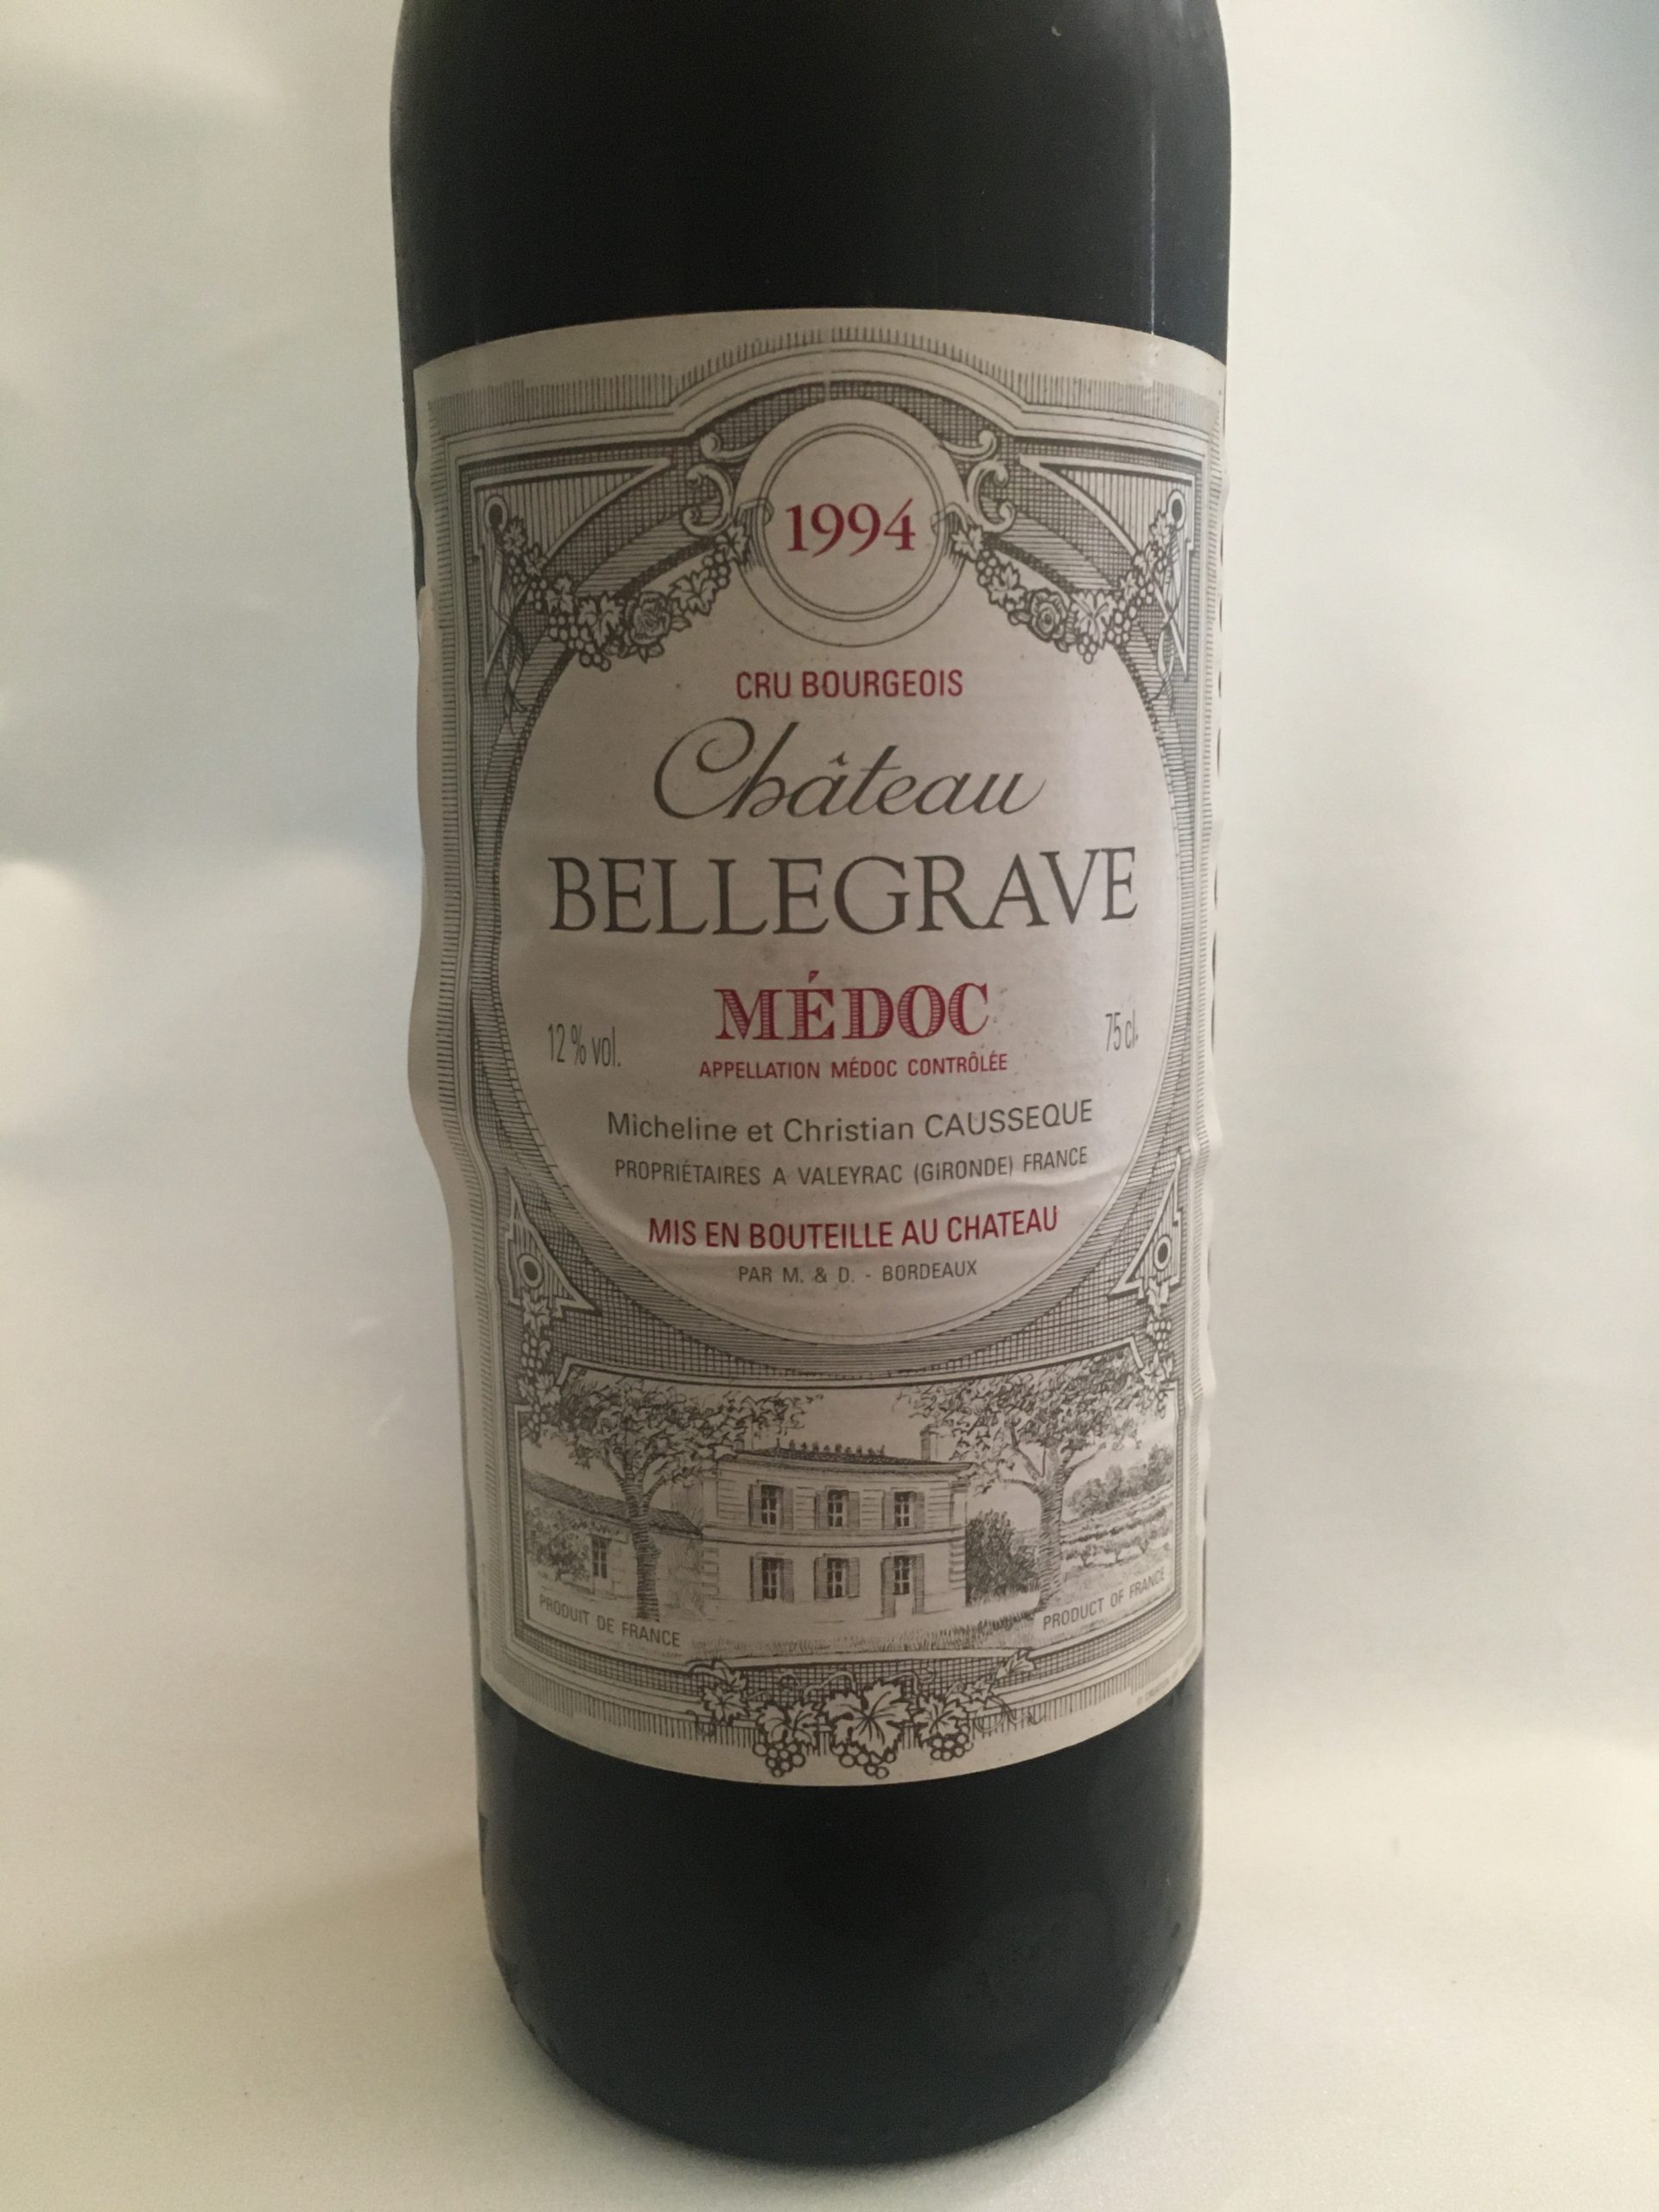 1994
CRU BOURGEOIS
Château
BELLEGRAVE
MÉDOC
12 % vol.
75 cl.
APPELLATION MÉDOC CONTRÔLÉE
Micheline et Christian CAUSSEQUE
PROPRIÉTAIRES A VALEYRAC (GIRONDE) FRANCE
MIS EN BOUTEILLE AU CHATEAU
PAR M. & D. - BORDEAUX
PRODUIT DE FRANCE
PRODUCT OF FRANCE